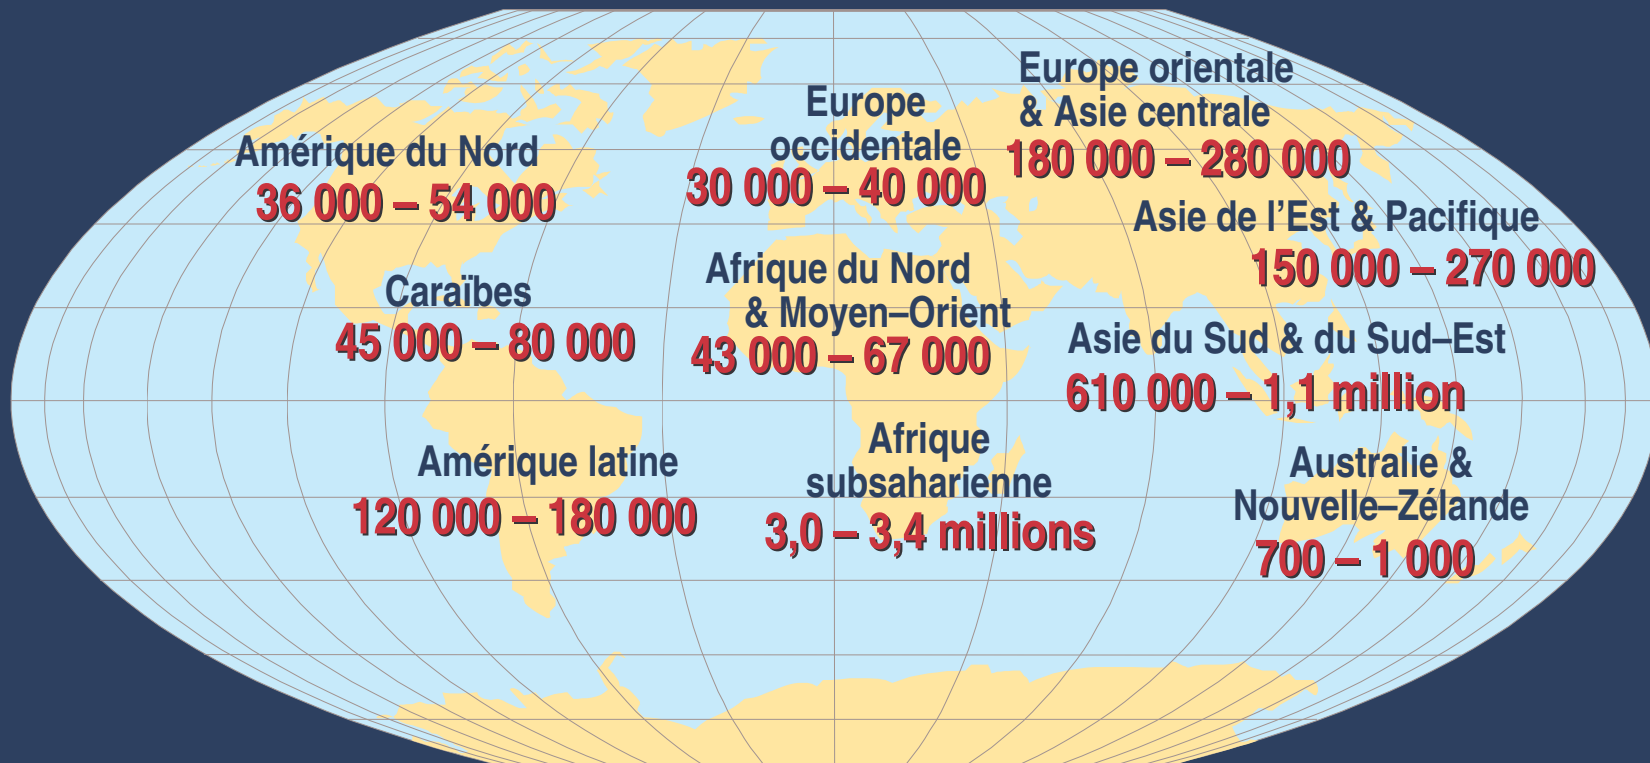 Amérique du Nord
36 000 – 54 000
Caraïbes
45 000 – 80 000
Amérique latine
120 000 – 180 000
Europe
occidentale
30 000 – 40 000
Afrique du Nord
& Moyen–Orient
43 000 – 67 000
Afrique
subsaharienne
3,0 – 3,4 millions
Europe orientale
& Asie centrale
180 000 – 280 000
Asie de l’Est & Pacifique
150 000 – 270 000
Asie du Sud & du Sud–Est
610 000 – 1,1 million
Australie &
Nouvelle–Zélande
700 – 1 000